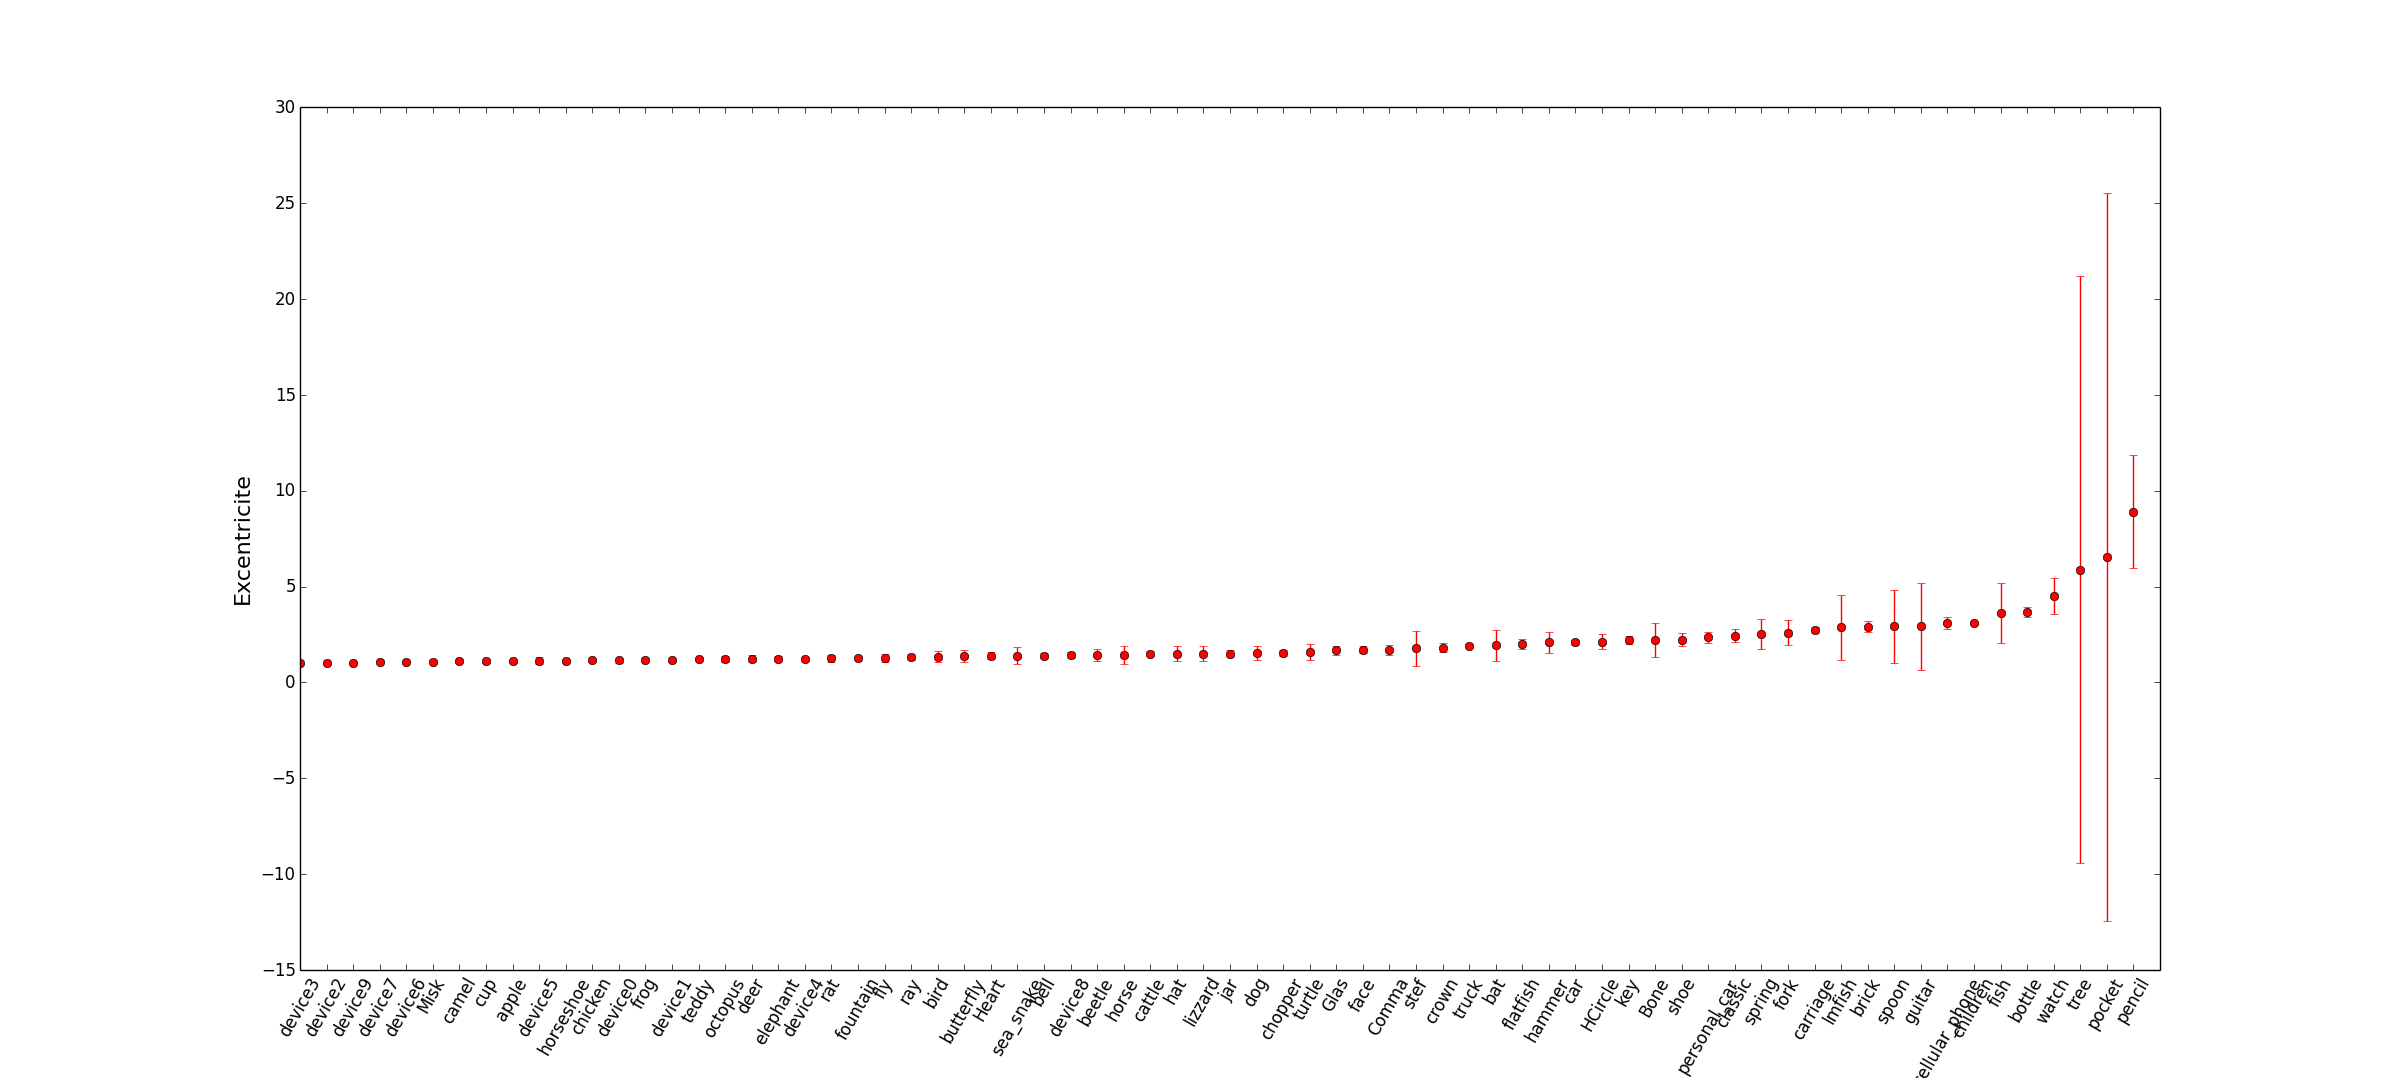 30
25
20
15
10
5
0
−5
−10
−15
Excentricite
device3
device2
device9
device7
device6
Misk
camel
cup
apple
device5
horseshoe
chicken
device0
frog
device1
teddy
octopus
deer
elephant
device4
rat
fountain
fly
ray
bird
butterfly
Heart
sea_snake
bell
device8
beetle
horse
cattle
hat
lizzard
jar
dog
chopper
turtle
Glas
face
Comma
stef
crown
truck
bat
flatfish
hammer
car
HCircle
key
Bone
shoe
personal_car
classic
spring
fork
carriage
lmfish
brick
spoon
guitar
cellular_phone
children
fish
bottle
watch
tree
pocket
pencil